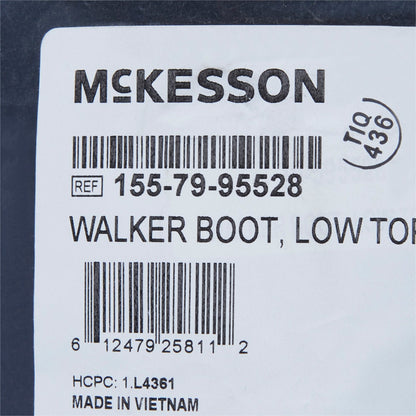 McKESSON
TIQ
436
REF 155-79-95528
WALKER BOOT, LOW TOP
6 12479 25811 2
HCPC: 1.L4361
MADE IN VIETNAM